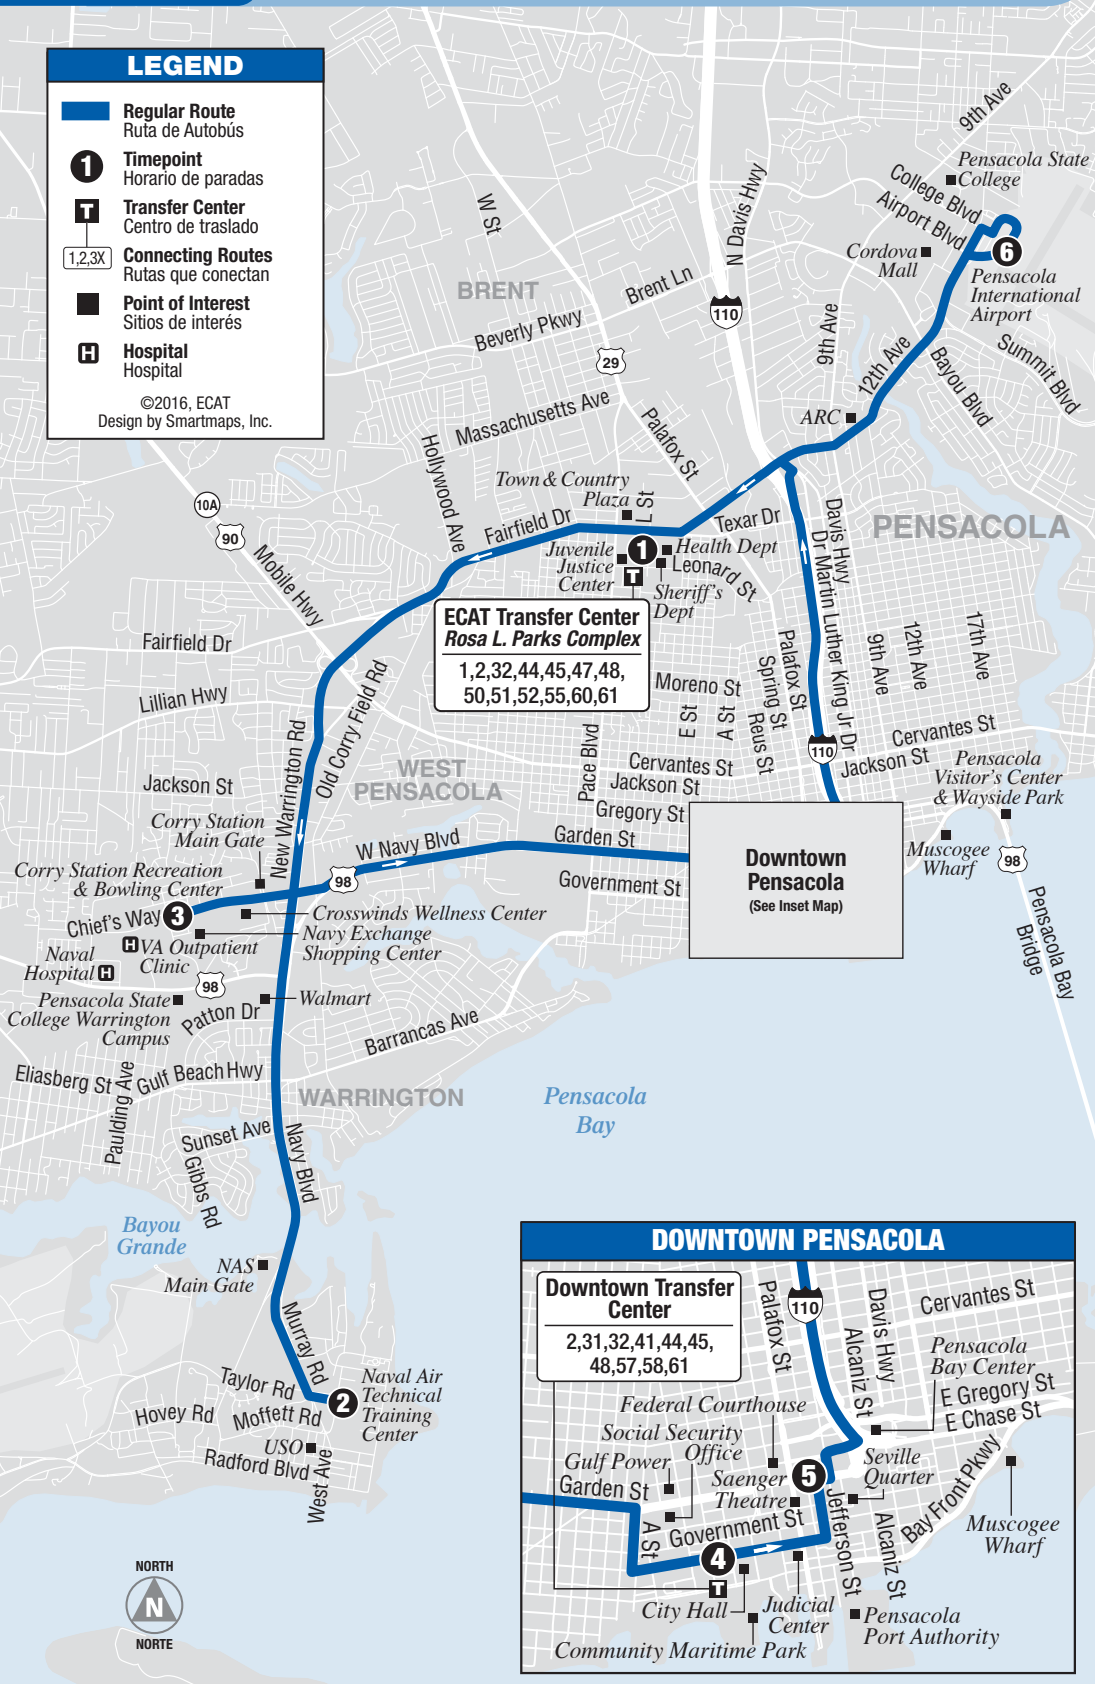 LEGEND
Regular Route
Ruta de Autobús
1
Timepoint
Horario de paradas
T
Transfer Center
Centro de traslado
1,2,3X
Connecting Routes
Rutas que conectan
Point of Interest
Sitios de interés
H
Hospital
Hospital
©2016, ECAT
Design by Smartmaps, Inc.
9th Ave
Pensacola State
College
College Blvd
Airport Blvd
6
Cordova
Mall
Pensacola
International
Airport
W St
N Davis Hwy
BRENT
Brent Ln
Beverly Pkwy
110
29
9th Ave
12th Ave
Bayou Blvd
Summit Blvd
ARC
Massachusetts Ave
Palafox St
Hollywood Ave
Town & Country
Plaza
L St
Fairfield Dr
Texar Dr
Davis Hwy
PENSACOLA
10A
90
Mobile Hwy
Juvenile
Justice
Center
1
T
Health Dept
Leonard St
Sheriff's
Dept
Dr Martin Luther King Jr Dr
ECAT Transfer Center
Rosa L. Parks Complex
1,2,32,44,45,47,48,
50,51,52,55,60,61
Fairfield Dr
Lillian Hwy
Old Corry Field Rd
New Warrington Rd
Moreno St
E St
A St
Palafox St
Spring St
Reus St
9th Ave
12th Ave
17th Ave
110
Cervantes St
Jackson St
Pace Blvd
Cervantes St
Jackson St
Gregory St
WEST
PENSACOLA
Jackson St
Pensacola
Visitor's Center
& Wayside Park
Corry Station
Main Gate
W Navy Blvd
Garden St
Government St
98
Downtown
Pensacola
(See Inset Map)
Muscogee
Wharf
98
Pensacola Bay
Bridge
Corry Station Recreation
& Bowling Center
Chief's Way
3
Crosswinds Wellness Center
Navy Exchange
Shopping Center
H
VA Outpatient
Clinic
Naval
Hospital
H
98
Pensacola State
College Warrington
Campus
Walmart
Patton Dr
Barrancas Ave
Eliasberg St
Paulding Ave
Gulf Beach Hwy
WARRINGTON
Pensacola
Bay
Sunset Ave
Gibbs Rd
Navy Blvd
Bayou
Grande
NAS
Main Gate
Murray Rd
Taylor Rd
Hovey Rd
Moffett Rd
2
Naval Air
Technical
Training
Center
USO
Radford Blvd
West Ave
NORTH
N
NORTE
DOWNTOWN PENSACOLA
Downtown Transfer
Center
2,31,32,41,44,45,
48,57,58,61
Palafox St
110
Davis Hwy
Alcaniz St
Cervantes St
Pensacola
Bay Center
E Gregory St
E Chase St
Federal Courthouse
Social Security
Office
Gulf Power
Garden St
Saenger
Theatre
5
Seville
Quarter
Bay Front Pkwy
Muscogee
Wharf
A St
Government St
Jefferson St
Alcaniz St
4
T
City Hall
Judicial
Center
Community Maritime Park
Pensacola
Port Authority